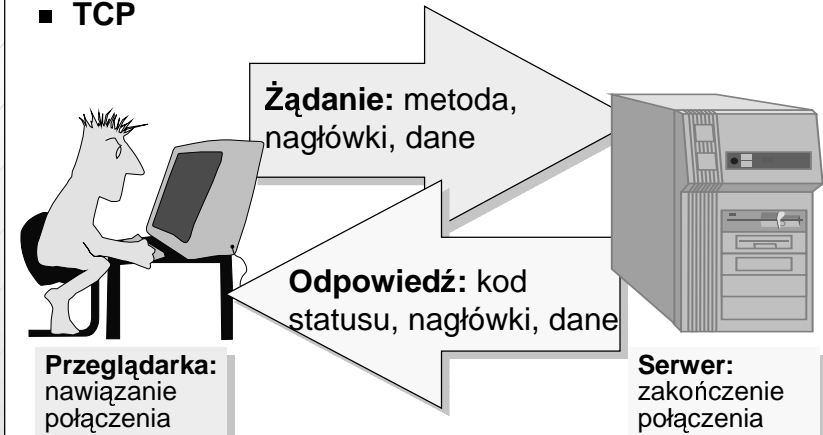 ▪ TCP
Żądanie: metoda,
nagłówki, dane
Odpowiedź: kod
statusu, nagłówki, dane
Przeglądarka:
nawiązanie
połączenia
Serwer:
zakończenie
połączenia